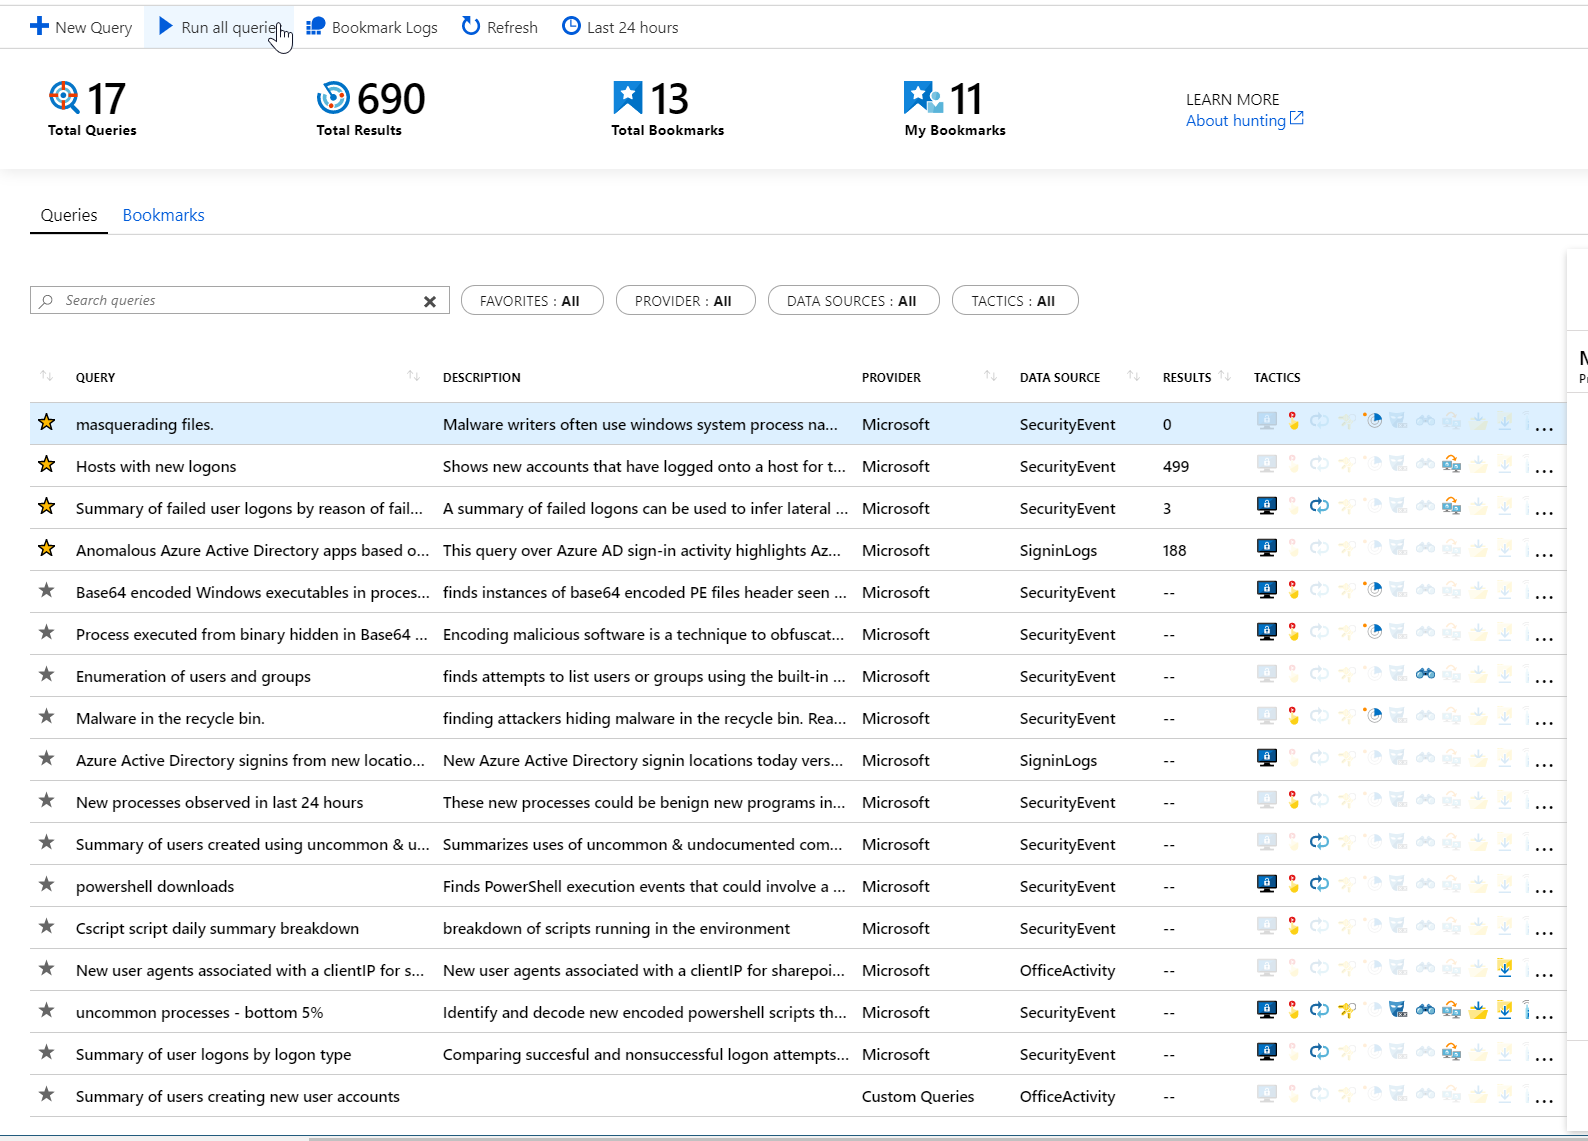 New Query Run all querie Bookmark Logs Refresh Last 24 hours
17 690 13 11
Total Queries Total Results Total Bookmarks My Bookmarks
LEARN MORE
About hunting
Queries Bookmarks
Search queries FAVORITES : All PROVIDER : All DATA SOURCES : All TACTICS : All
QUERY DESCRIPTION PROVIDER DATA SOURCE RESULTS TACTICS
masquerading files. Malware writers often use windows system process na... Microsoft SecurityEvent 0 ...
Hosts with new logons Shows new accounts that have logged onto a host for t... Microsoft SecurityEvent 499 ...
Summary of failed user logons by reason of fail... A summary of failed logons can be used to infer lateral ... Microsoft SecurityEvent 3 ...
Anomalous Azure Active Directory apps based o... This query over Azure AD sign-in activity highlights Az... Microsoft SigninLogs 188 ...
Base64 encoded Windows executables in proces... finds instances of base64 encoded PE files header seen ... Microsoft SecurityEvent -- ...
Process executed from binary hidden in Base64 ... Encoding malicious software is a technique to obfuscat... Microsoft SecurityEvent -- ...
Enumeration of users and groups finds attempts to list users or groups using the built-in ... Microsoft SecurityEvent -- ...
Malware in the recycle bin. finding attackers hiding malware in the recycle bin. Rea... Microsoft SecurityEvent -- ...
Azure Active Directory signins from new locatio... New Azure Active Directory signin locations today vers... Microsoft SigninLogs -- ...
New processes observed in last 24 hours These new processes could be benign new programs in... Microsoft SecurityEvent -- ...
Summary of users created using uncommon & u... Summarizes uses of uncommon & undocumented com... Microsoft SecurityEvent -- ...
powershell downloads Finds PowerShell execution events that could involve a ... Microsoft SecurityEvent -- ...
Cscript script daily summary breakdown breakdown of scripts running in the environment Microsoft SecurityEvent -- ...
New user agents associated with a clientIP for s... New user agents associated with a clientIP for sharepoi... Microsoft OfficeActivity -- ...
uncommon processes - bottom 5% Identify and decode new encoded powershell scripts th... Microsoft SecurityEvent -- ...
Summary of user logons by logon type Comparing succesful and nonsuccessful logon attempts... Microsoft SecurityEvent -- ...
Summary of users creating new user accounts Custom Queries OfficeActivity -- ...